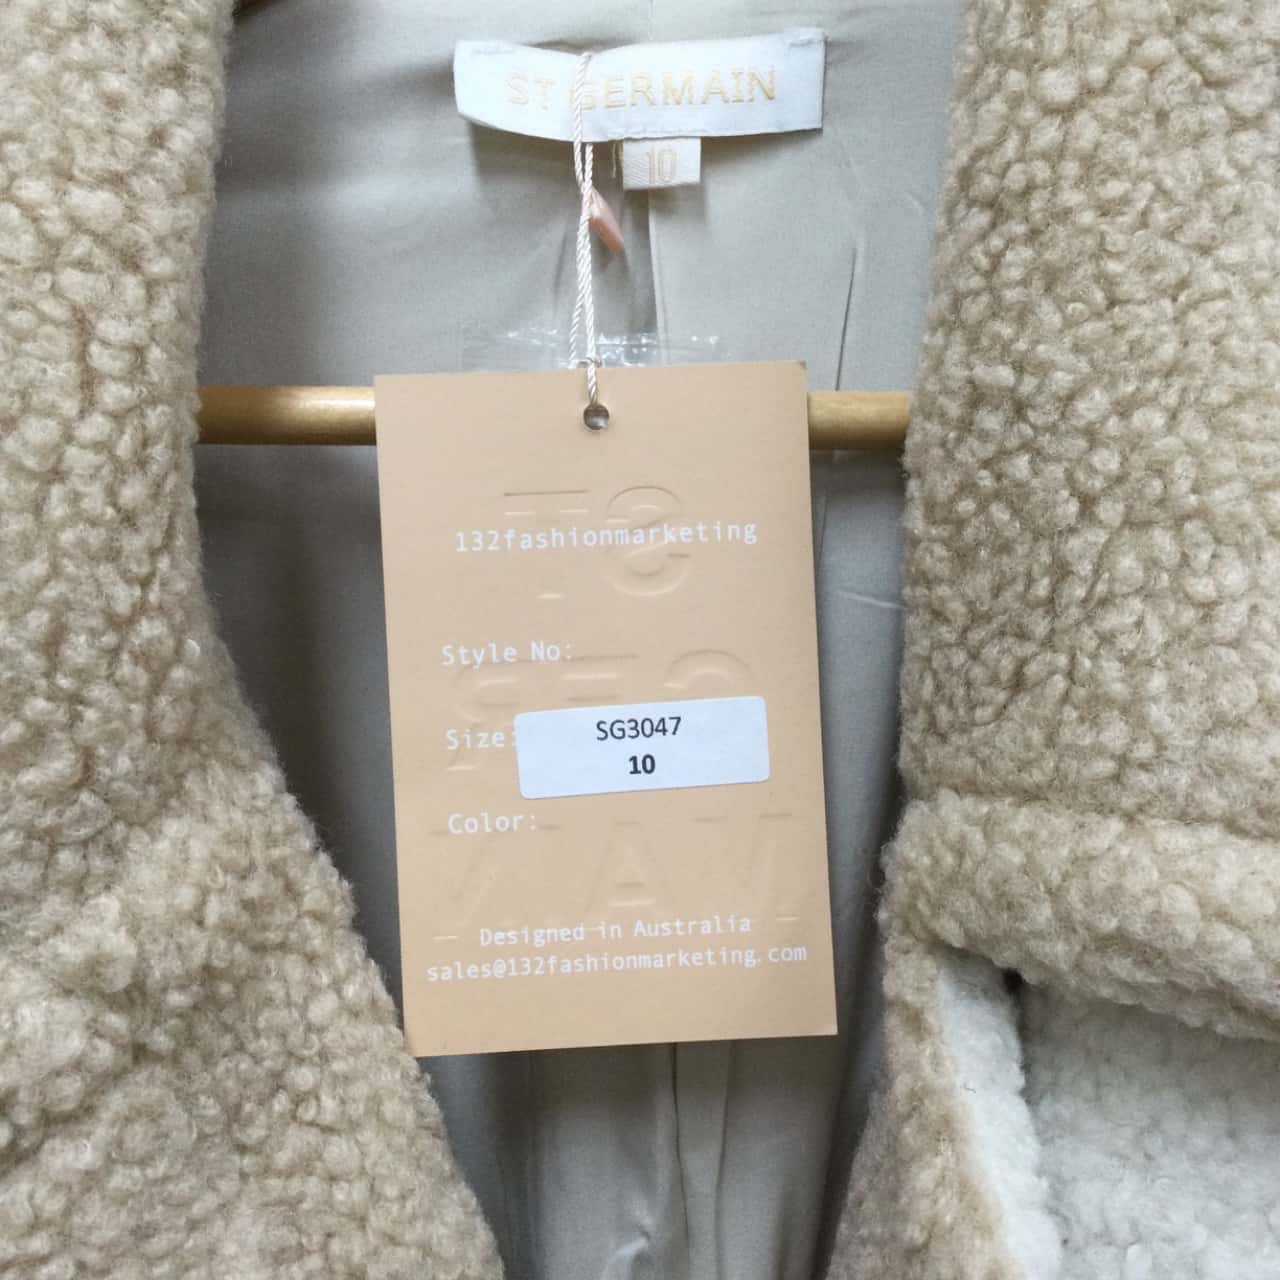 ST GERMAIN
10
132fashionmarketing
Style No:
SG3047
Size:
10
Color:
Designed in Australia
sales@132fashionmarketing.com